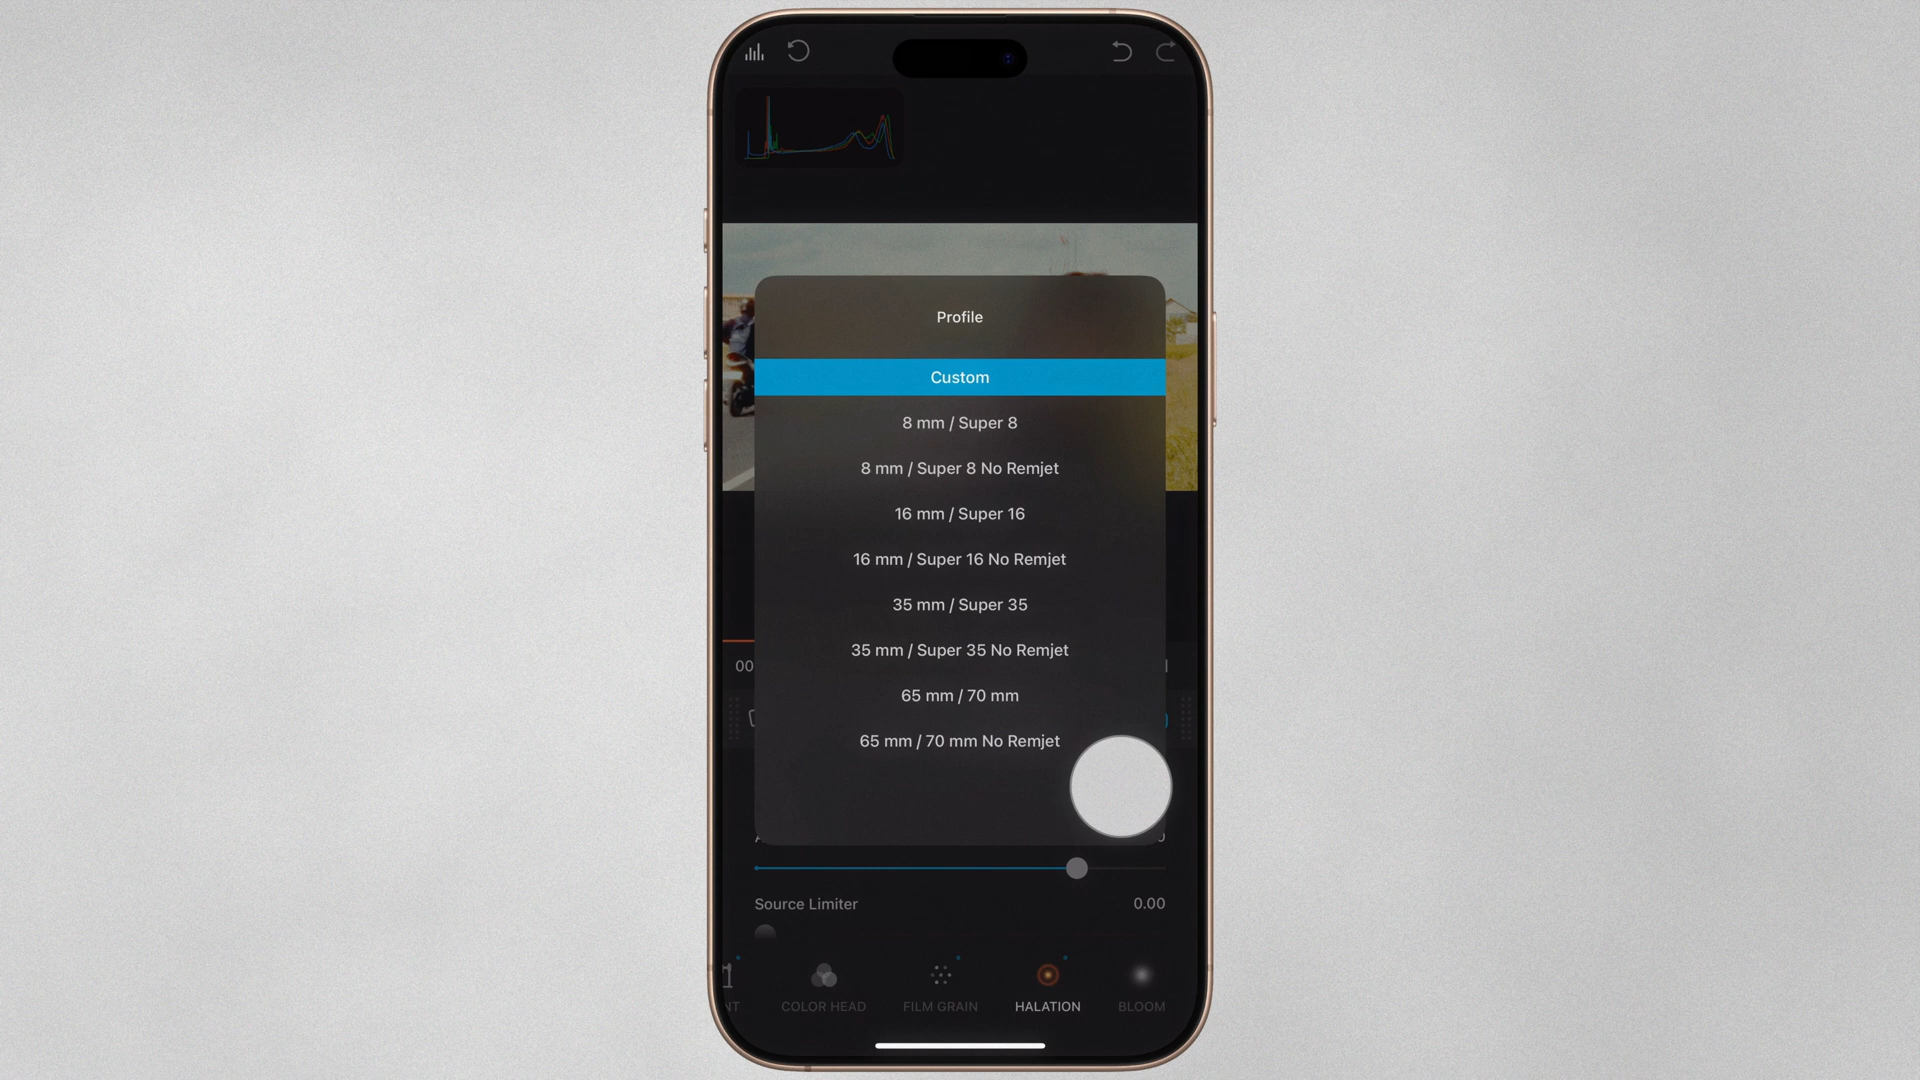 Profile
Custom
8 mm / Super 8
8 mm / Super 8 No Remjet
16 mm / Super 16
16 mm / Super 16 No Remjet
35 mm / Super 35
35 mm / Super 35 No Remjet
00
65 mm / 70 mm
65 mm / 70 mm No Remjet
Source Limiter 0.00
NT COLOR HEAD FILM GRAIN HALATION BLOOM